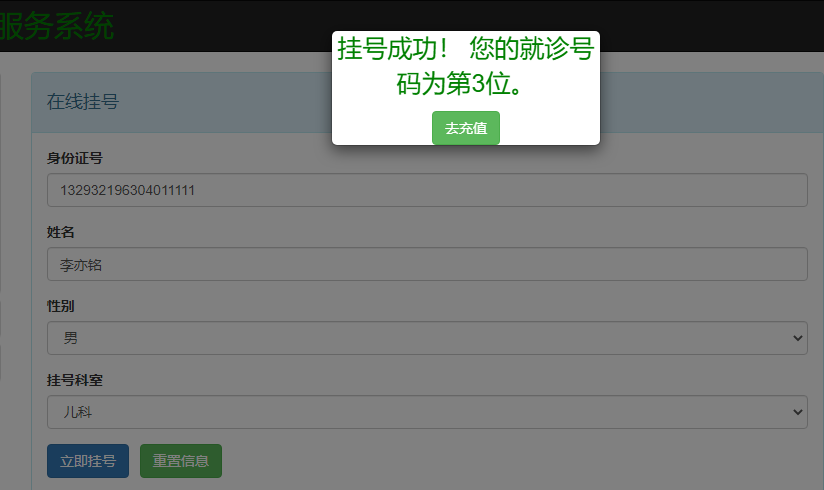 服务系统
挂号成功！ 您的就诊号
码为第3位。
去充值
在线挂号
身份证号
132932196304011111
姓名
李亦铭
性别
男
挂号科室
儿科
立即挂号 重置信息